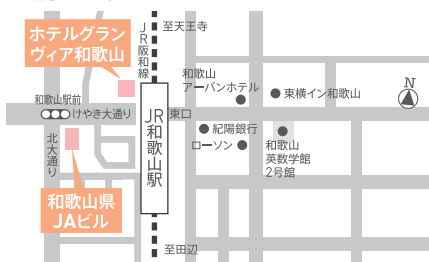 ホテルグラン
ヴィア和歌山
JR阪和線
至天王寺
和歌山
アーバンホテル
東横イン和歌山
N
和歌山駅前
けやき大通り
JR和歌山駅
東口
紀陽銀行
ローソン
和歌山
英数学館
2号館
北大通り
和歌山県
JAビル
至田辺